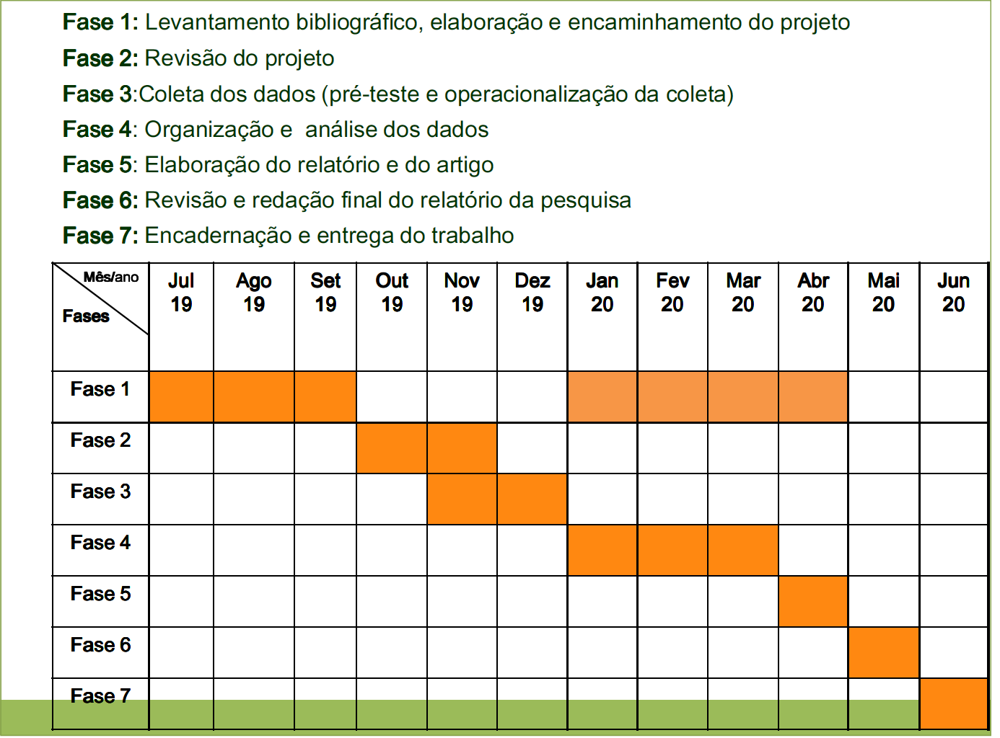 Fase 1: Levantamento bibliográfico, elaboração e encaminhamento do projeto
Fase 2: Revisão do projeto
Fase 3:Coleta dos dados (pré-teste e operacionalização da coleta)
Fase 4: Organização e  análise dos dados
Fase 5: Elaboração do relatório e do artigo
Fase 6: Revisão e redação final do relatório da pesquisa
Fase 7: Encadernação e entrega do trabalho
Mês/ano Jul Ago Set Out Nov Dez Jan Fev Mar Abr Mai Jun
19 19 19 19 19 19 20 20 20 20 20 20
Fases
Fase 1
Fase 2
Fase 3
Fase 4
Fase 5
Fase 6
Fase 7